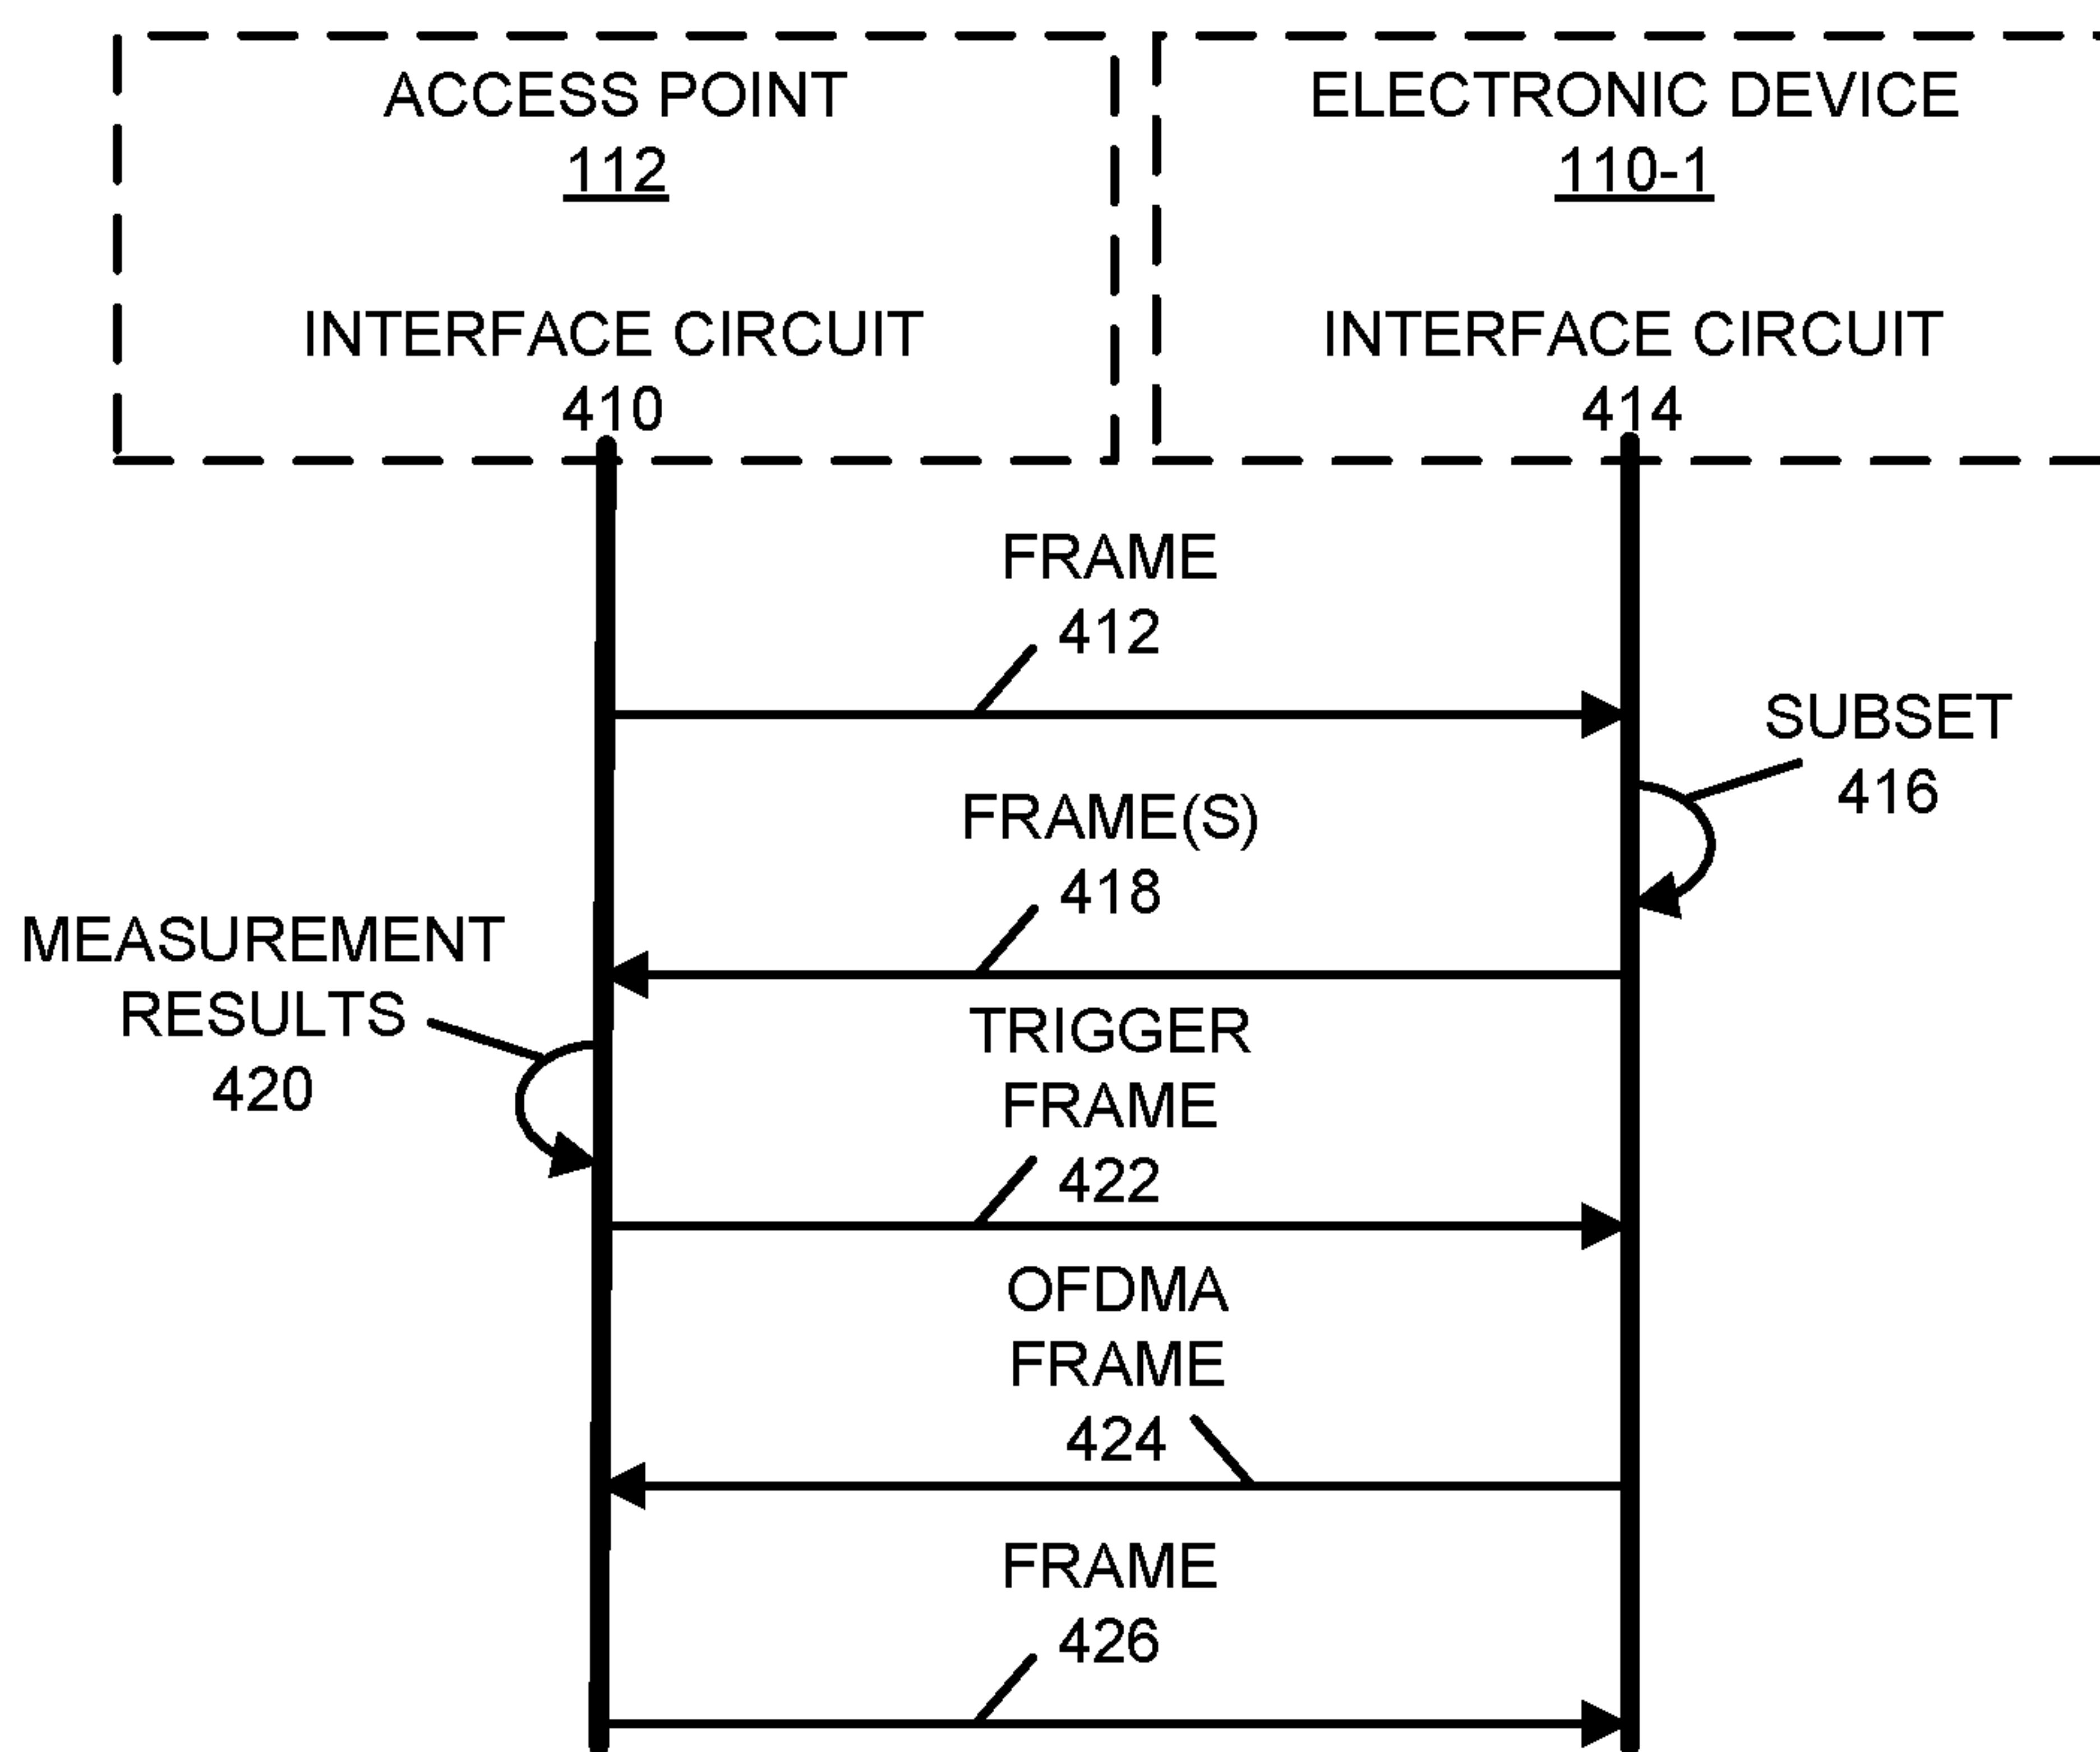 ACCESS POINT
112
INTERFACE CIRCUIT
410
ELECTRONIC DEVICE
110-1
INTERFACE CIRCUIT
414
FRAME
412
SUBSET
416
FRAME(S)
418
MEASUREMENT
RESULTS
420
TRIGGER
FRAME
422
OFDMA
FRAME
424
FRAME
426